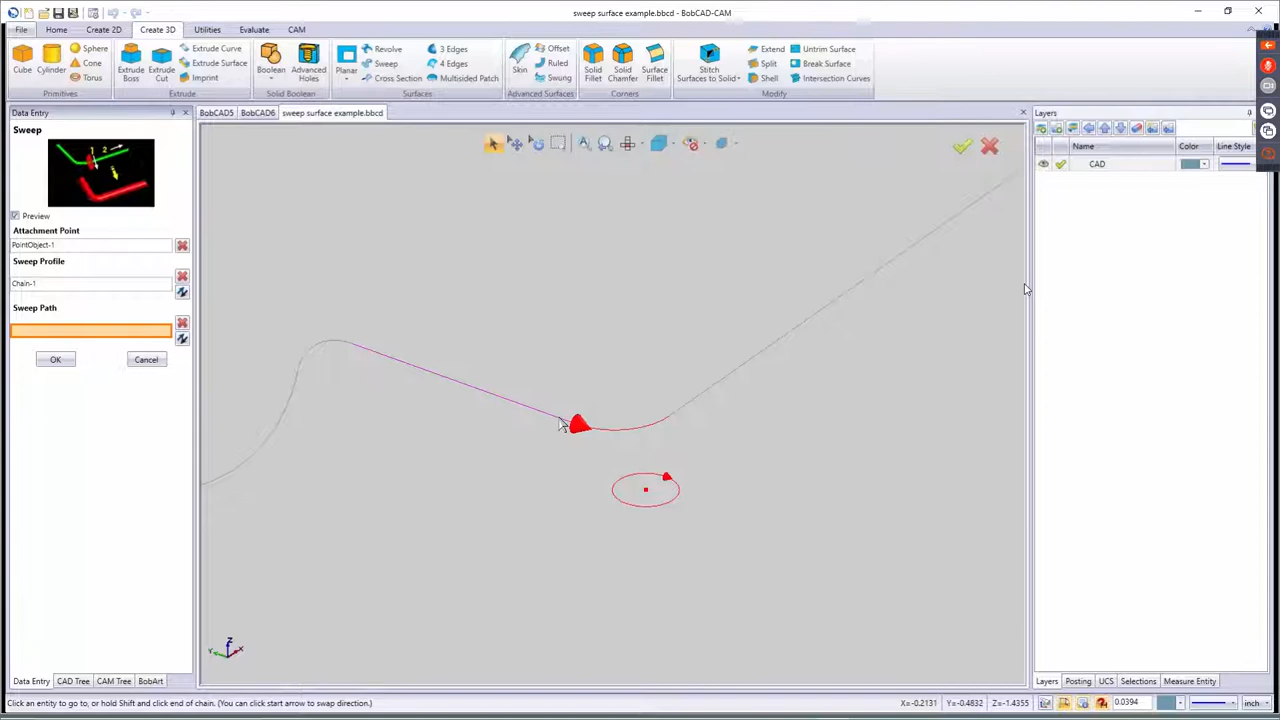 sweep surface example.bbcd - BobCAD-CAM
File Home Create 2D Create 3D Utilities Evaluate CAM
Cube
Cylinder
Sphere
Cone
Torus
Primitives
Extrude Boss
Extrude Cut
Extrude Curve
Extrude Surface
Imprint
Extrude
Boolean
Advanced Holes
Solid Boolean
Planar
Revolve
Sweep
Cross Section
3 Edges
4 Edges
Multisided Patch
Surfaces
Skin
Offset
Ruled
Swung
Advanced Surfaces
Solid Fillet
Solid Chamfer
Surface Fillet
Corners
Stitch Surfaces to Solid
Extend
Split
Shell
Untrim Surface
Break Surface
Intersection Curves
Modify
Data Entry
BobCAD5 BobCAD6 sweep surface example.bbcd
Layers
Sweep
1 2
Preview
Attachment Point
PointObject-1
Sweep Profile
Chain-1
Sweep Path
OK Cancel
Name Color Line Style
CAD
Z
Y X
Data Entry CAD Tree CAM Tree BobArt
Layers Posting UCS Selections Measure Entity
Click an entity to go to, or hold Shift and click end of chain. (You can click start arrow to swap direction.)
X=-0.2131 Y=-0.4832 Z=-1.4355
0.0394
inch